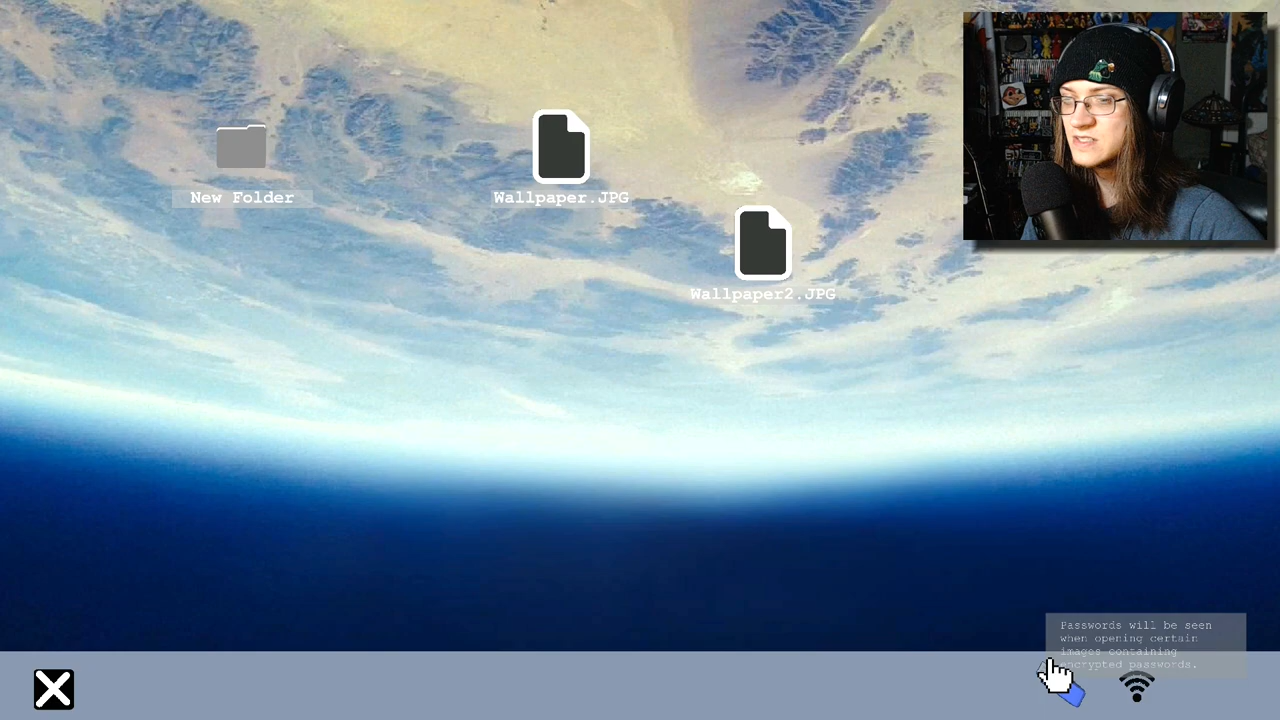 New Folder
Wallpaper.JPG
Wallpaper2.JPG
Passwords will be seen
when opening certain
images containing
encrypted passwords.